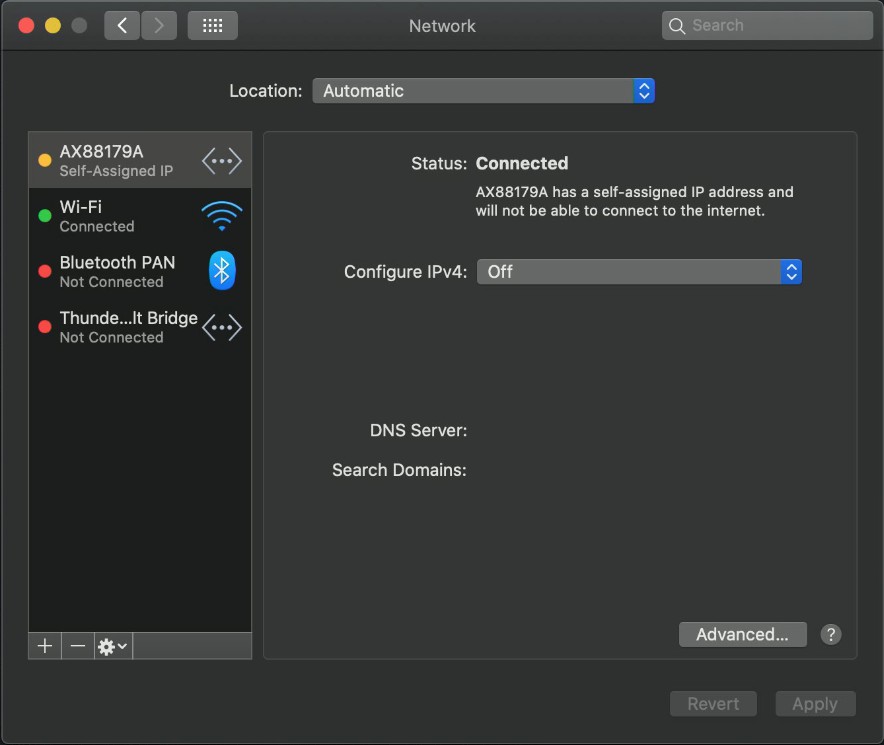 Network
Search
Location: Automatic
AX88179A
Self-Assigned IP
Wi-Fi
Connected
Bluetooth PAN
Not Connected
Thunde...lt Bridge
Not Connected
Status: Connected
AX88179A has a self-assigned IP address and
will not be able to connect to the internet.
Configure IPv4: Off
DNS Server:
Search Domains:
Advanced...
?
Revert
Apply